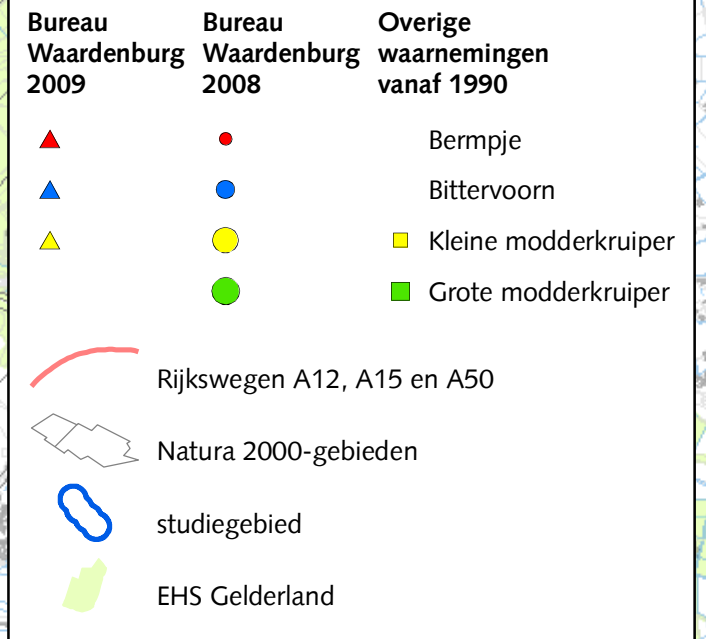 Bureau Waardenburg 2009
Bureau Waardenburg 2008
Overige waarnemingen vanaf 1990
Bermpje
Bittervoorn
Kleine modderkruiper
Grote modderkruiper
Rijkswegen A12, A15 en A50
Natura 2000-gebieden
studiegebied
EHS Gelderland